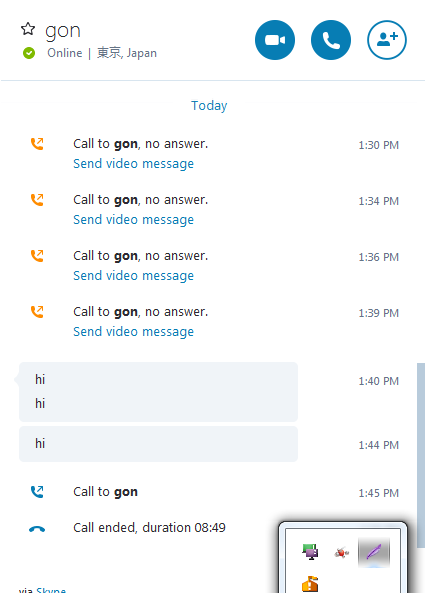 gon
Online | 東京, Japan
Today
Call to gon, no answer. 1:30 PM
Send video message
Call to gon, no answer. 1:34 PM
Send video message
Call to gon, no answer. 1:36 PM
Send video message
Call to gon, no answer. 1:39 PM
Send video message
hi 1:40 PM
hi
hi 1:44 PM
Call to gon 1:45 PM
Call ended, duration 08:49
via Skype